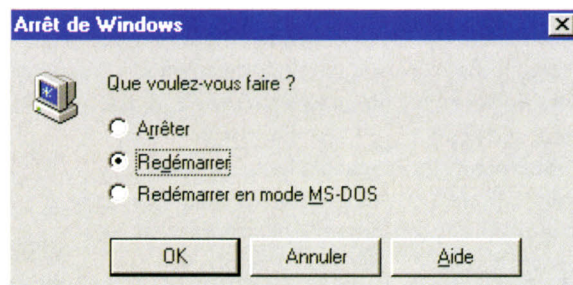 Arrêt de Windows
Que voulez-vous faire ?
Arrêter
Redémarrer
Redémarrer en mode MS-DOS
OK Annuler Aide